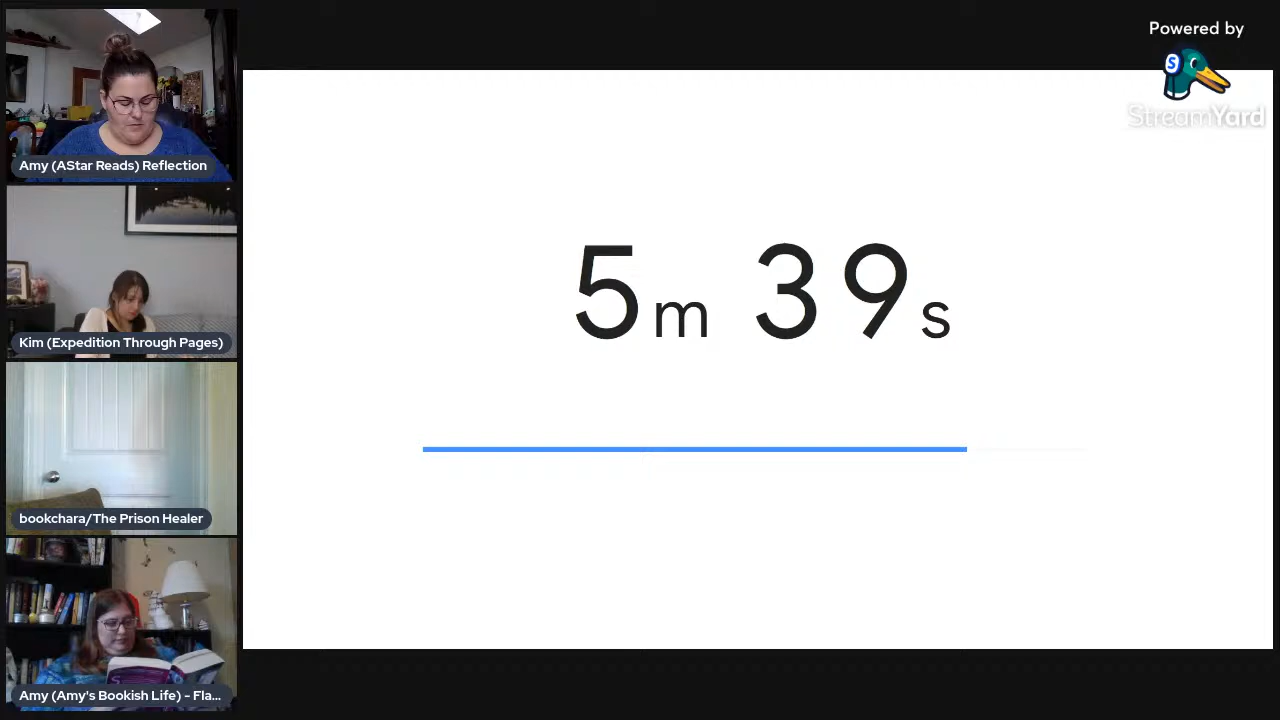 Powered by
S
StreamYard
Amy (AStar Reads) Reflection
Kim (Expedition Through Pages)
bookchara/The Prison Healer
Amy (Amy's Bookish Life) - Fla...
5m 39s